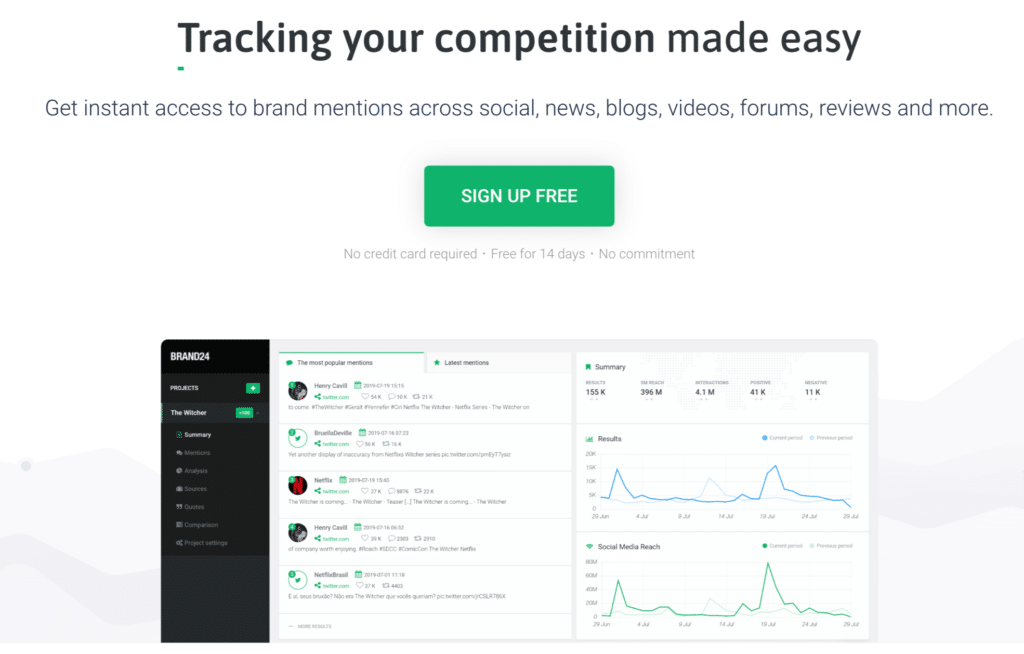 Tracking your competition made easy
Get instant access to brand mentions across social, news, blogs, videos, forums, reviews and more.
SIGN UP FREE
No credit card required · Free for 14 days · No commitment
BRAND24
PROJECTS
The Witcher +100
Summary
Mentions
Analysis
Sources
Quotes
Comparison
Project settings
The most popular mentions
Latest mentions
Henry Cavill 2019-07-19 15:15
twitter.com 54 K 10 K 21 K
to come. #TheWitcher #Geralt #Yennefer #Ciri Netflix The Witcher - Netflix Series - The Witcher on
BruellaDeville 2019-07-16 07:23
twitter.com 56 K 16 K
Yet another display of inaccuracy from Netflixs Witcher series
Netflix 2019-07-19 15:40
twitter.com 27 K 9876 22 K
The Witcher is coming... - The Witcher - Teaser [...] The Witcher is coming... - The Witcher
Henry Cavill 2019-07-16 06:52
twitter.com 39 K 2383 2910
of company worth enjoying. #Roach #SDCC #ComicCon The Witcher Netflix
NetflixBrasil 2019-07-01 11:18
twitter.com 37 K 4403
E aí, seus bruxão? Não era The Witcher que vocês queriam?
MORE RESULTS
Summary
RESULTS SM REACH INTERACTIONS POSITIVE NEGATIVE
155 K 396 M 4.1 M 41 K 11 K
Results
Current period Previous period
20K
15K
10K
5K
0
29 Jun 4 Jul 9 Jul 14 Jul 19 Jul 24 Jul 29 Jul
Social Media Reach
Current period Previous period
80M
60M
40M
20M
0
29 Jun 4 Jul 9 Jul 14 Jul 19 Jul 24 Jul 29 Jul